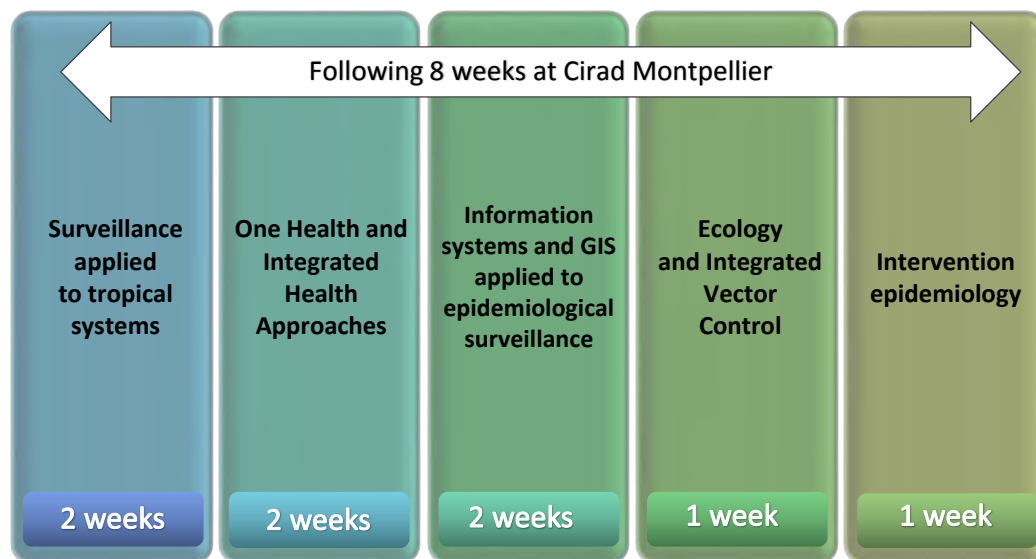 Following 8 weeks at Cirad Montpellier
Surveillance
applied
to tropical
systems
One Health and
Integrated
Health
Approaches
Information
systems and GIS
applied to
epidemiological
surveillance
Ecology
and Integrated
Vector
Control
Intervention
epidemiology
2 weeks
2 weeks
2 weeks
1 week
1 week